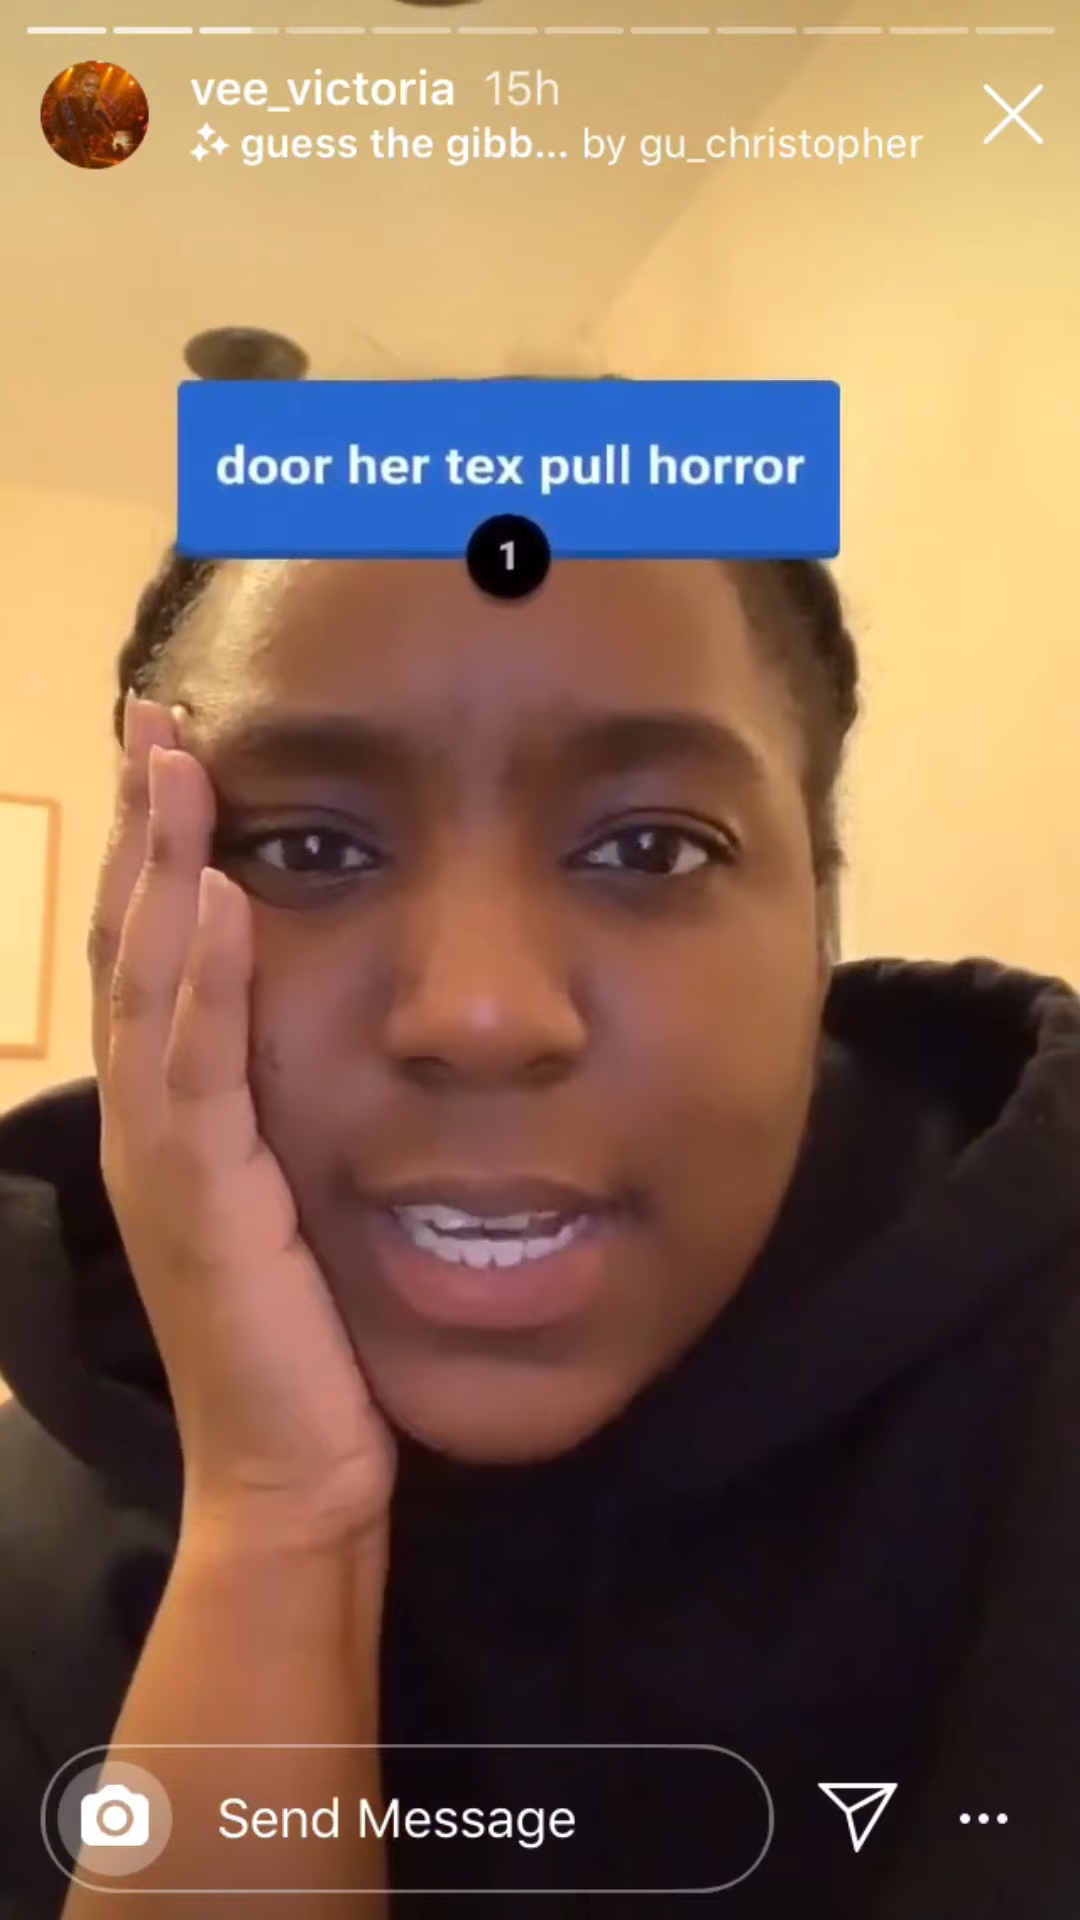 vee_victoria 15h
guess the gibb... by gu_christopher
door her tex pull horror
1
Send Message